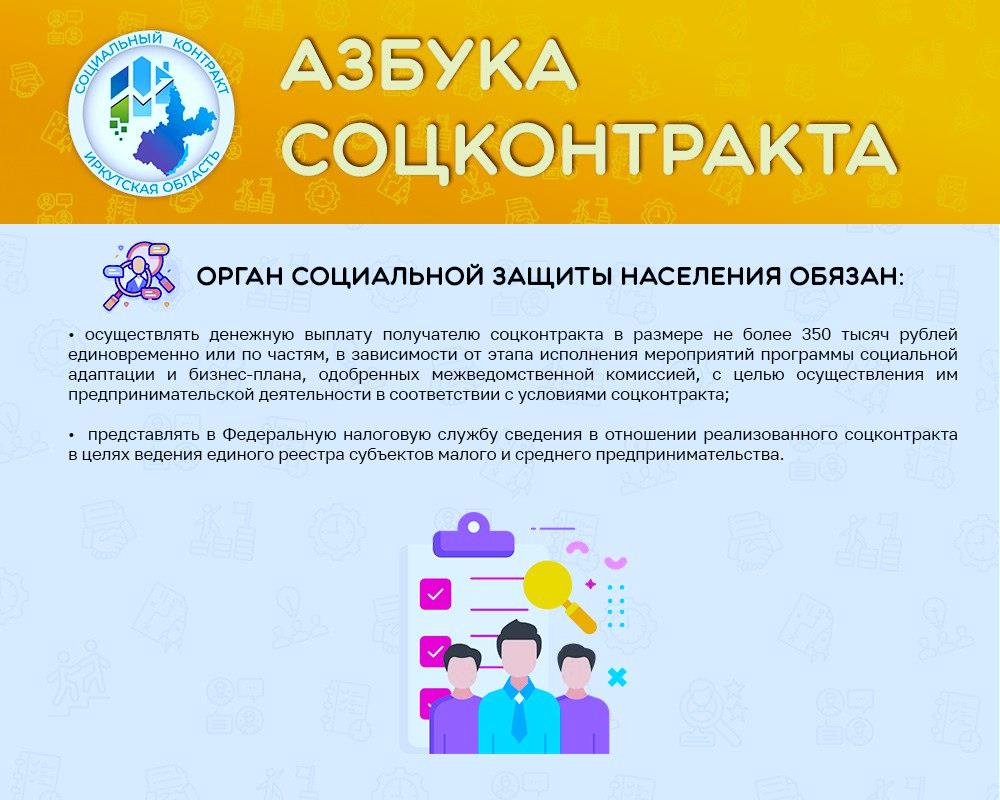 СОЦИАЛЬНЫЙ КОНТРАКТ
ИРКУТСКАЯ ОБЛАСТЬ
АЗБУКА
СОЦКОНТРАКТА
ОРГАН СОЦИАЛЬНОЙ ЗАЩИТЫ НАСЕЛЕНИЯ ОБЯЗАН:
• осуществлять денежную выплату получателю соцконтракта в размере не более 350 тысяч рублей
единовременно или по частям, в зависимости от этапа исполнения мероприятий программы социальной
адаптации и бизнес-плана, одобренных межведомственной комиссией, с целью осуществления им
предпринимательской деятельности в соответствии с условиями соцконтракта;
• представлять в Федеральную налоговую службу сведения в отношении реализованного соцконтракта
в целях ведения единого реестра субъектов малого и среднего предпринимательства.